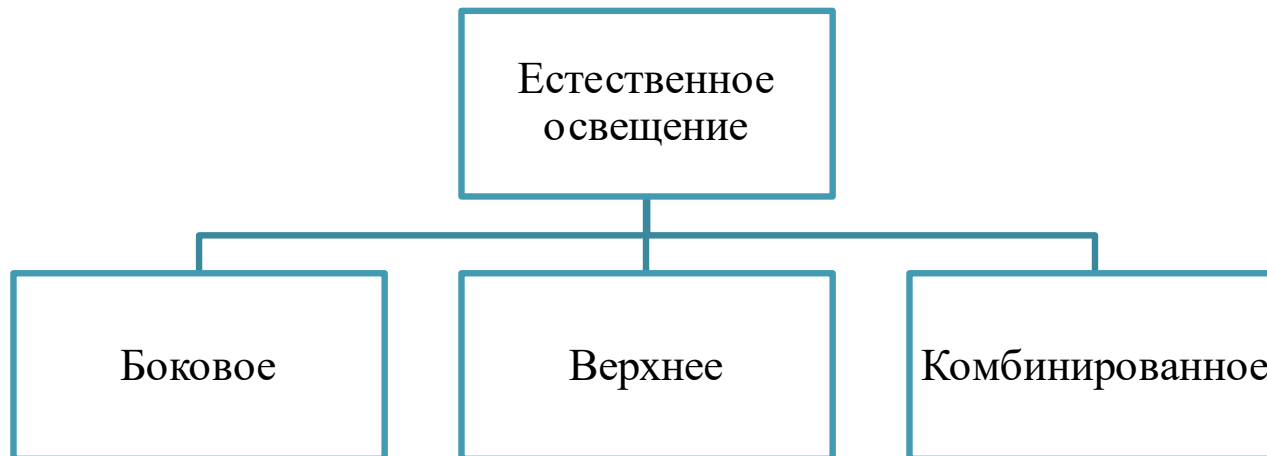 Естественное
освещение
Боковое
Верхнее
Комбинированное